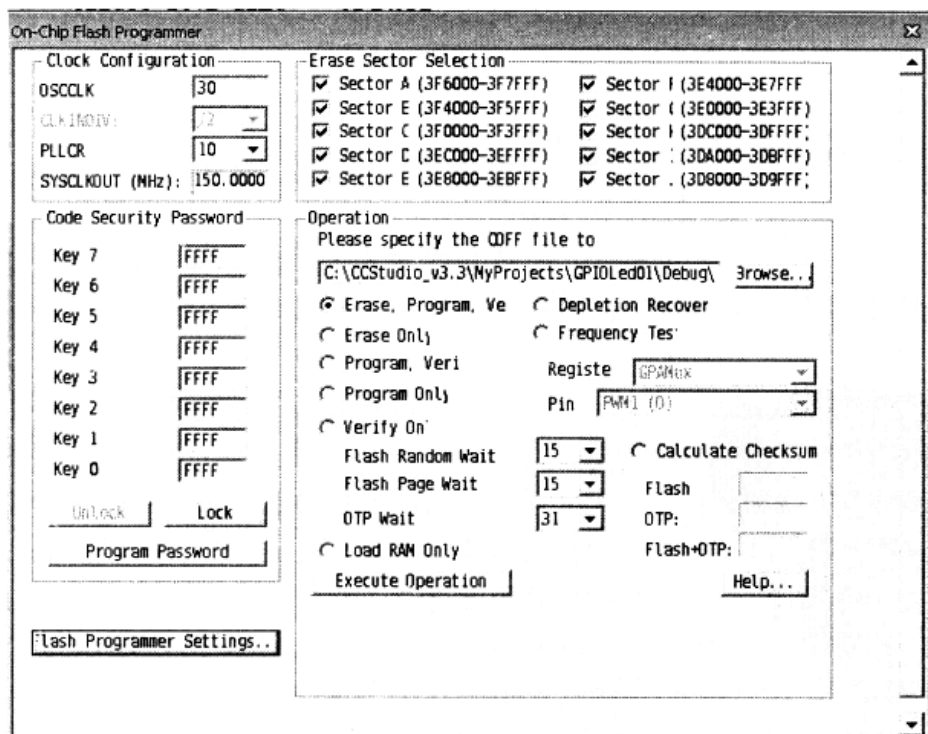 On-Chip Flash Programmer
Clock Configuration
OSCCLK 30
CLKINDIV: /2
PLLCR 10
SYSCLKOUT (MHz): 150.0000
Erase Sector Selection
Sector A (3F6000-3F7FFF)
Sector (3E4000-3E7FFF
Sector (3F4000-3F5FFF)
Sector (3E0000-3E3FFF)
Sector C (3F0000-3F3FFF)
Sector (3DC000-3DFFFF
Sector (3EC000-3EFFFF)
Sector (3DA000-3DBFFF)
Sector E (3E8000-3EBFFF)
Sector (3D8000-3D9FFF
Code Security Password
Key 7 FFFF
Key 6 FFFF
Key 5 FFFF
Key 4 FFFF
Key 3 FFFF
Key 2 FFFF
Key 1 FFFF
Key 0 FFFF
Unlock Lock
Program Password
Flash Programmer Settings..
Operation
Please specify the COFF file to
C:\CCStudio_v3.3\MyProjects\GPIOLed01\Debug\ Browse...
Erase, Program, Ve
Depletion Recover
Erase Only
Frequency Tes
Program, Veri
Registe GPAMux
Program Only
Pin PWM1 (0)
Verify On
Flash Random Wait 15
Calculate Checksum
Flash Page Wait 15
Flash
OTP Wait 31
OTP:
Load RAM Only
Flash+OTP:
Execute Operation
Help...